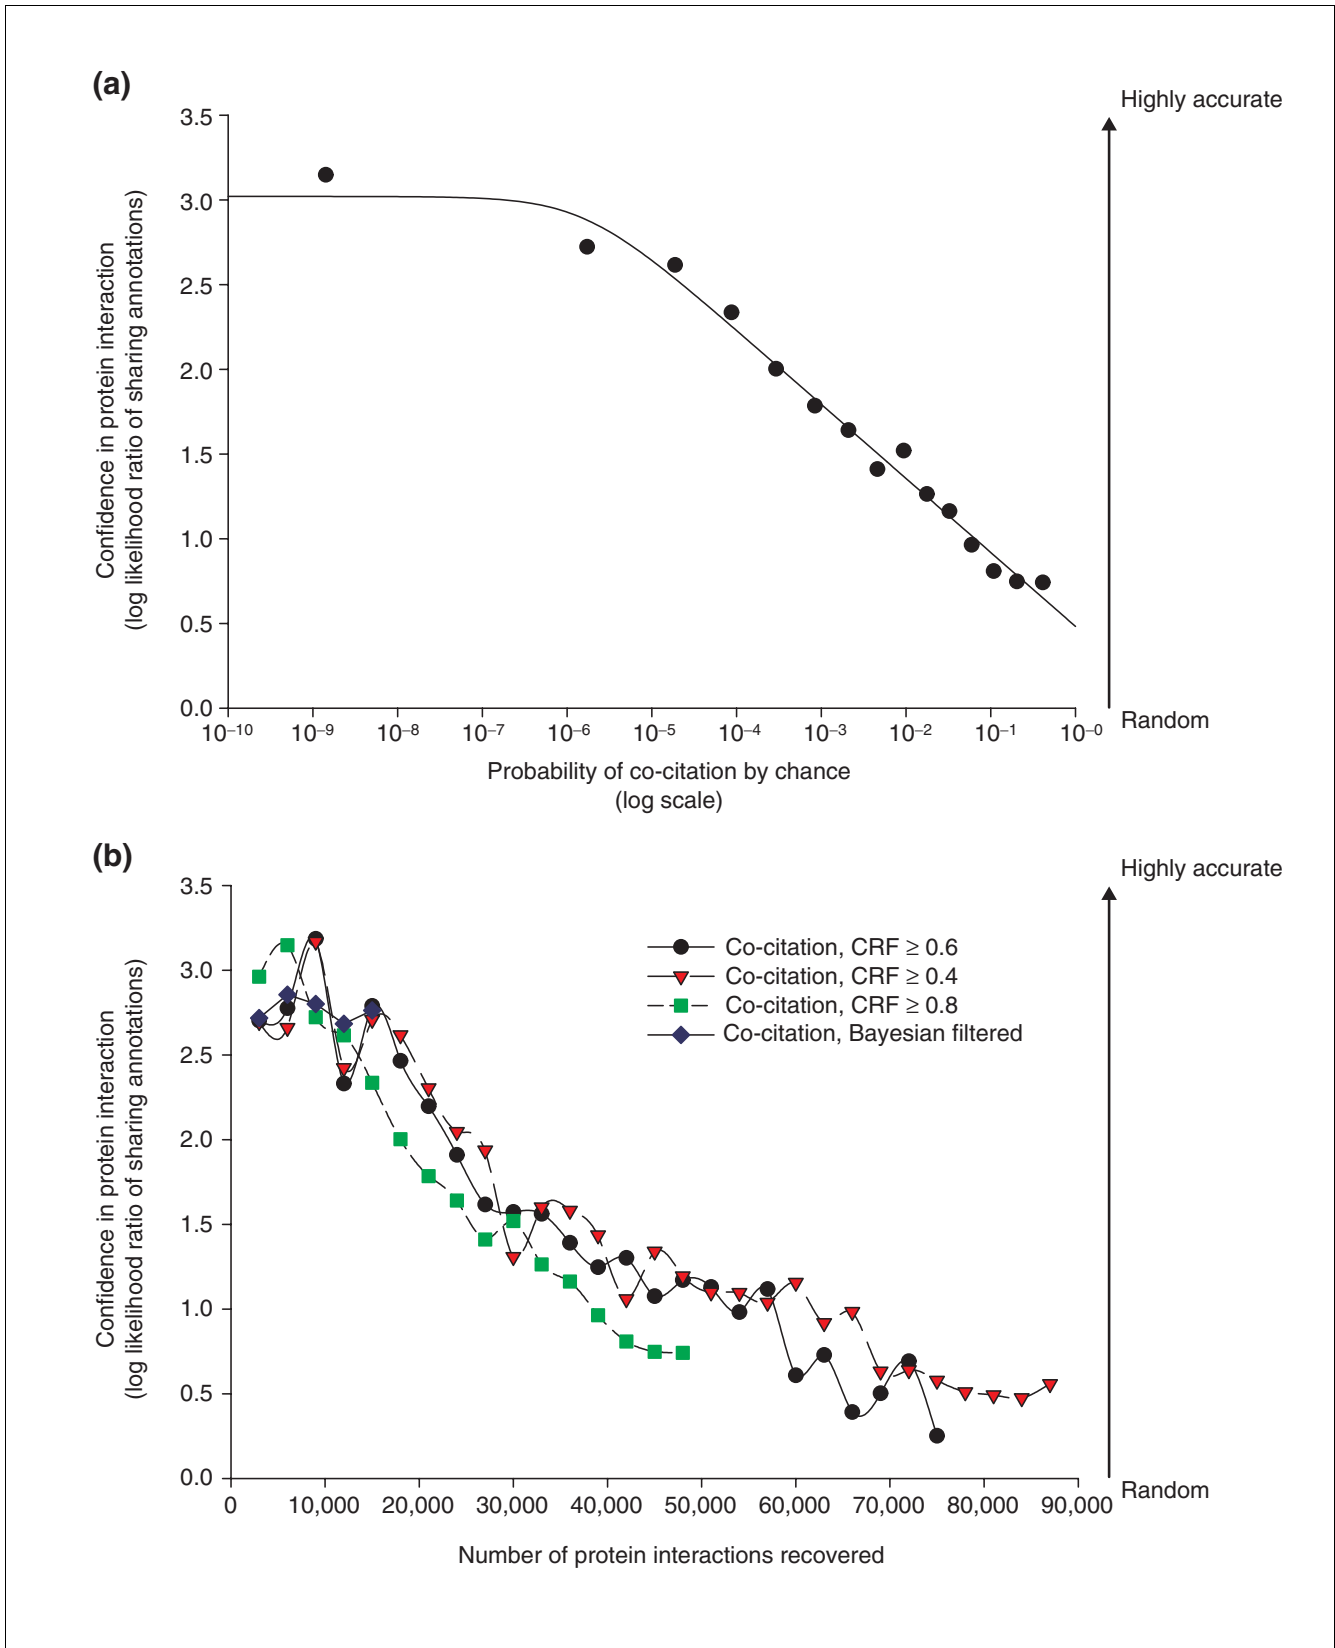 (a)
Highly accurate
3.5
3.0
2.5
2.0
1.5
1.0
0.5
0.0
Confidence in protein interaction
(log likelihood ratio of sharing annotations)
10–10 10–9 10–8 10–7 10–6 10–5 10–4 10–3 10–2 10–1 10–0
Random
Probability of co-citation by chance
(log scale)
(b)
Highly accurate
3.5
3.0
2.5
2.0
1.5
1.0
0.5
0.0
Confidence in protein interaction
(log likelihood ratio of sharing annotations)
Co-citation, CRF ≥ 0.6
Co-citation, CRF ≥ 0.4
Co-citation, CRF ≥ 0.8
Co-citation, Bayesian filtered
0 10,000 20,000 30,000 40,000 50,000 60,000 70,000 80,000 90,000
Random
Number of protein interactions recovered